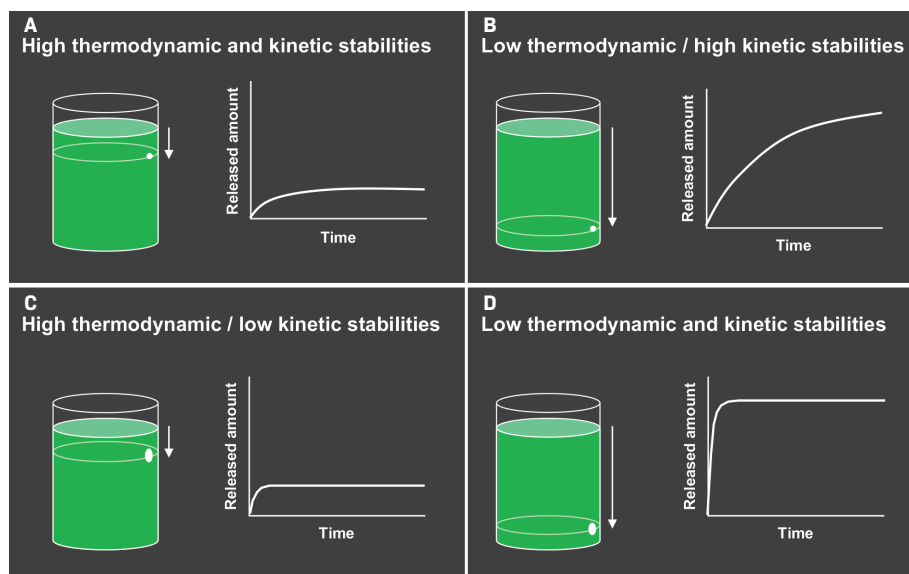 A
High thermodynamic and kinetic stabilities
Released amount
Time
B
Low thermodynamic / high kinetic stabilities
Released amount
Time
C
High thermodynamic / low kinetic stabilities
Released amount
Time
D
Low thermodynamic and kinetic stabilities
Released amount
Time